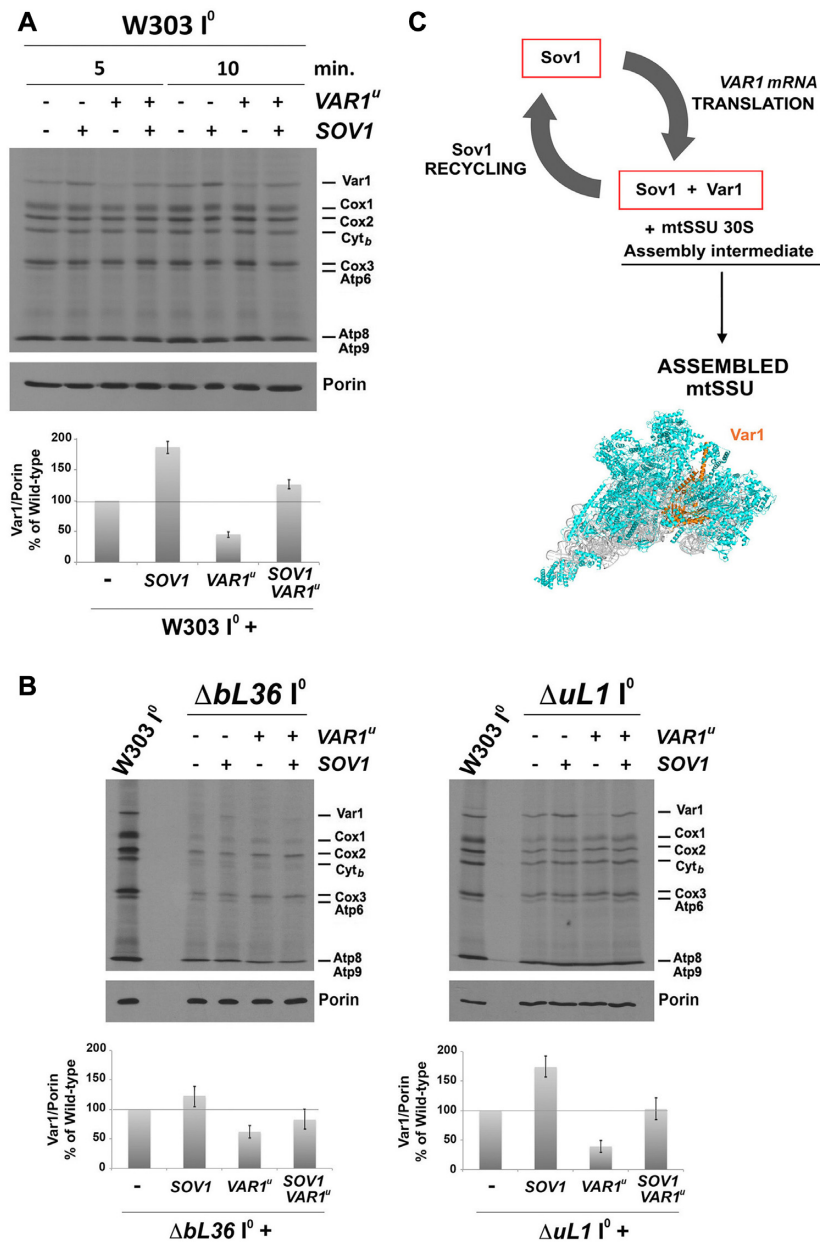 A
W303 I⁰
5 10 min.
- - + + - - + + VAR1ᵘ
- + - + - + - + SOV1
Var1
Cox1
Cox2
Cytb
Cox3
Atp6
Atp8
Atp9
Porin
Var1/Porin
% of Wild-type
200
150
100
50
0
- SOV1 VAR1ᵘ SOV1 VAR1ᵘ
W303 I⁰ +
C
Sov1
VAR1 mRNA
TRANSLATION
Sov1
RECYCLING
Sov1 + Var1
+ mtSSU 30S
Assembly intermediate
ASSEMBLED
mtSSU
Var1
B
W303 I⁰
ΔbL36 I⁰
- - + + VAR1ᵘ
- + - + SOV1
Var1
Cox1
Cox2
Cytb
Cox3
Atp6
Atp8
Atp9
Porin
Var1/Porin
% of Wild-type
200
150
100
50
0
- SOV1 VAR1ᵘ SOV1 VAR1ᵘ
ΔbL36 I⁰ +
W303 I⁰
ΔuL1 I⁰
- - + + VAR1ᵘ
- + - + SOV1
Var1
Cox1
Cox2
Cytb
Cox3
Atp6
Atp8
Atp9
Porin
Var1/Porin
% of Wild-type
200
150
100
50
0
- SOV1 VAR1ᵘ SOV1 VAR1ᵘ
ΔuL1 I⁰ +